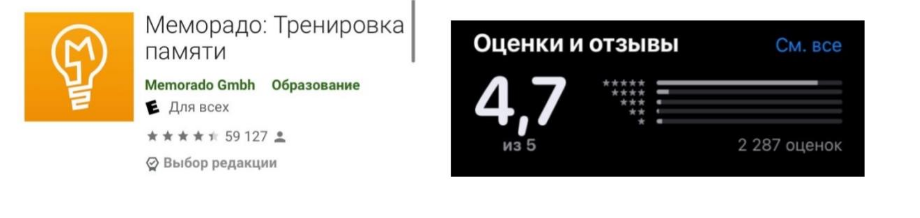 Меморадо: Тренировка
памяти
Memorado Gmbh Образование
E Для всех
59 127
Выбор редакции
Оценки и отзывы См. все
4,7
из 5
2 287 оценок